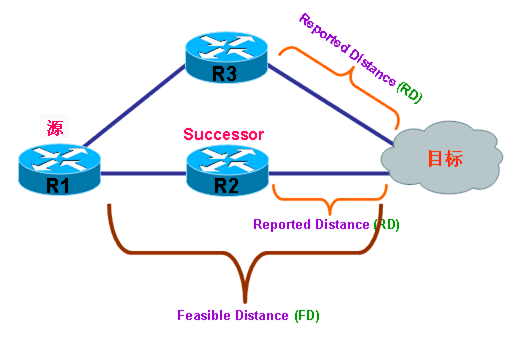 Reported Distance (RD)
R3
源
Successor
R1
R2
目标
Reported Distance (RD)
Feasible Distance (FD)